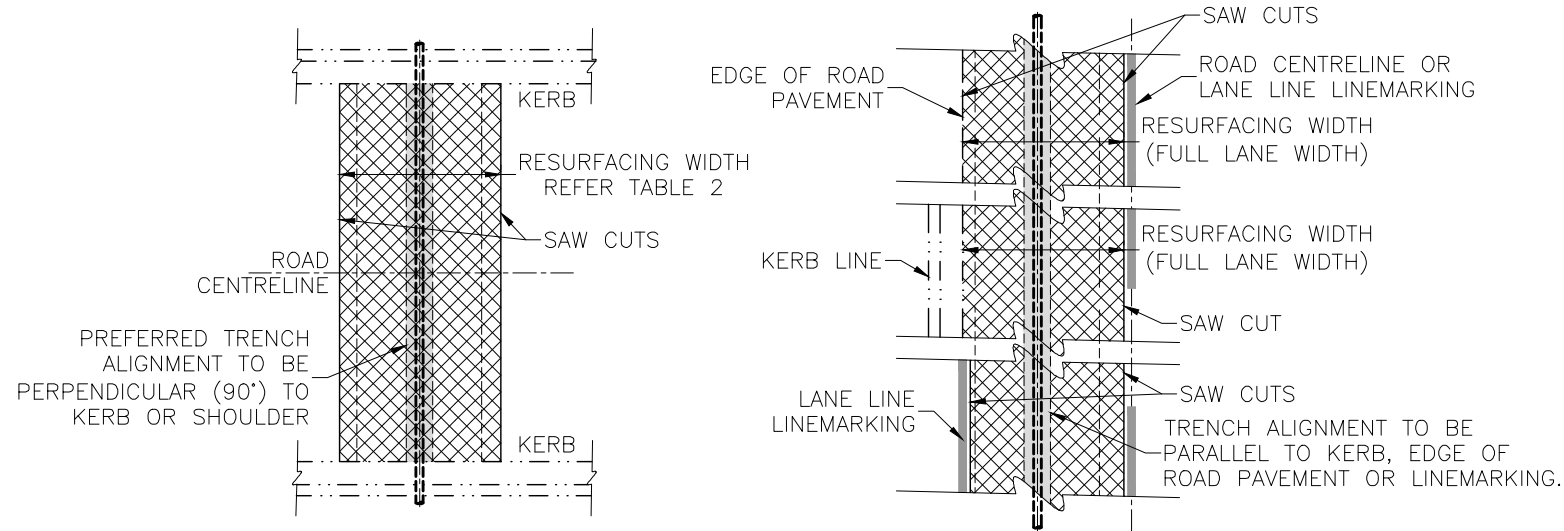 KERB
RESURFACING WIDTH
REFER TABLE 2
SAW CUTS
ROAD
CENTRELINE
PREFERRED TRENCH
ALIGNMENT TO BE
PERPENDICULAR (90°) TO
KERB OR SHOULDER
KERB
SAW CUTS
EDGE OF ROAD
PAVEMENT
ROAD CENTRELINE OR
LANE LINE LINEMARKING
RESURFACING WIDTH
(FULL LANE WIDTH)
RESURFACING WIDTH
(FULL LANE WIDTH)
KERB LINE
SAW CUT
SAW CUTS
LANE LINE
LINEMARKING
TRENCH ALIGNMENT TO BE
PARALLEL TO KERB, EDGE OF
ROAD PAVEMENT OR LINEMARKING.